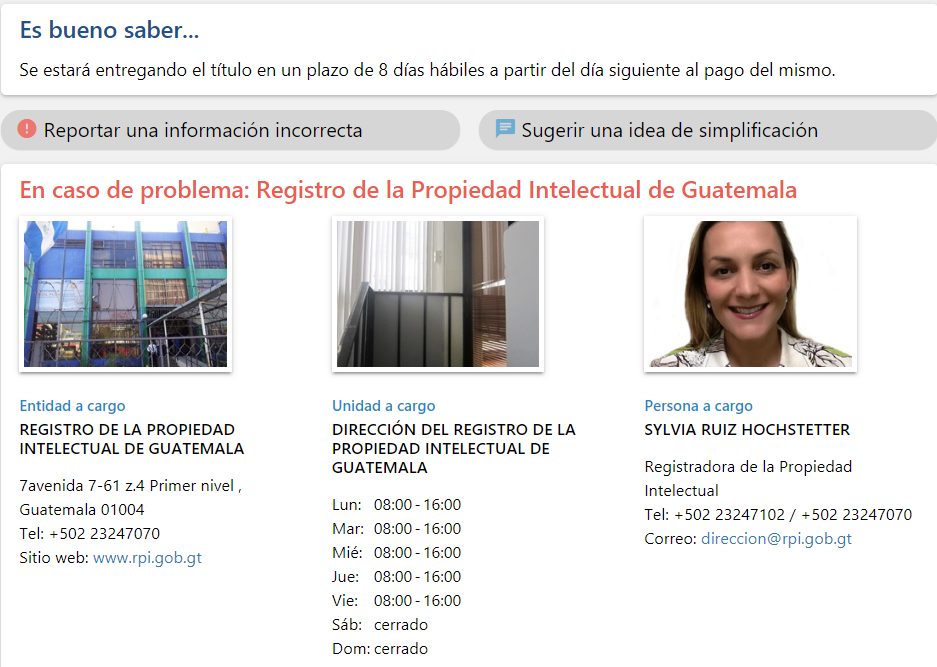 Es bueno saber...
Se estará entregando el título en un plazo de 8 días hábiles a partir del día siguiente al pago del mismo.
Reportar una información incorrecta
Sugerir una idea de simplificación
En caso de problema: Registro de la Propiedad Intelectual de Guatemala
Entidad a cargo
REGISTRO DE LA PROPIEDAD
INTELECTUAL DE GUATEMALA
7avenida 7-61 z.4 Primer nivel ,
Guatemala 01004
Tel: +502 23247070
Sitio web: www.rpi.gob.gt
Unidad a cargo
DIRECCIÓN DEL REGISTRO DE LA
PROPIEDAD INTELECTUAL DE
GUATEMALA
Lun: 08:00 - 16:00
Mar: 08:00 - 16:00
Mié: 08:00 - 16:00
Jue: 08:00 - 16:00
Vie: 08:00 - 16:00
Sáb: cerrado
Dom: cerrado
Persona a cargo
SYLVIA RUIZ HOCHSTETTER
Registradora de la Propiedad
Intelectual
Tel: +502 23247102 / +502 23247070
Correo: direccion@rpi.gob.gt